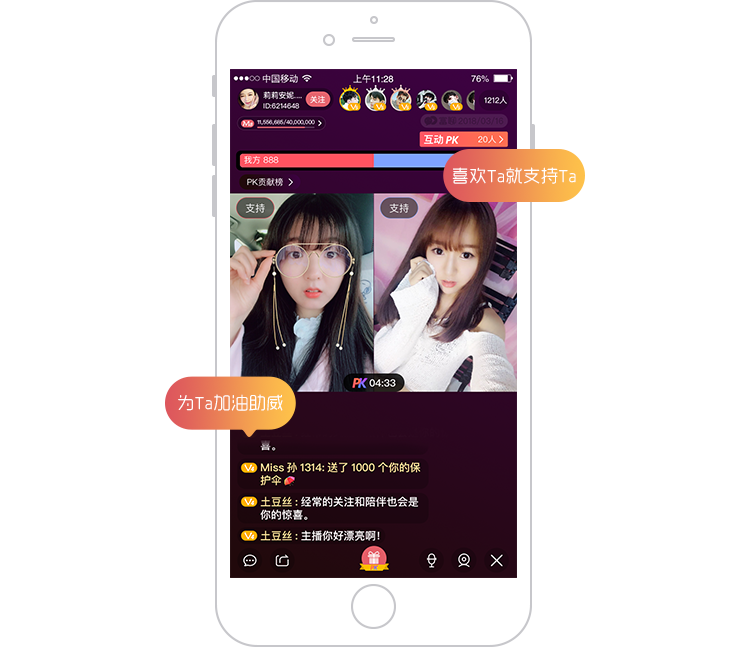 中国移动
上午11:28
76%
莉莉安妮....
ID:6214648
关注
1212人
11,556,685/40,000,000
互动PK
20人
我方 888
喜欢Ta就支持Ta
PK贡献榜
支持
支持
PK 04:33
为Ta加油助威
喜。
Miss 孙 1314: 送了 1000 个你的保
护伞
土豆丝 : 经常的关注和陪伴也会是
你的惊喜。
土豆丝 : 主播你好漂亮啊!